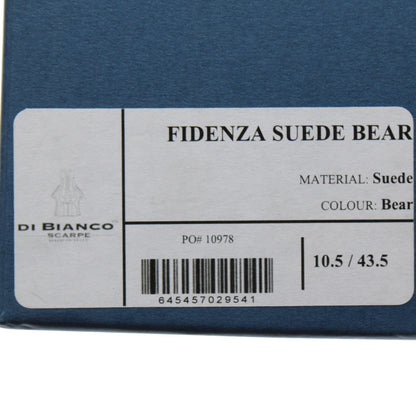 FIDENZA SUEDE BEAR
MATERIAL: Suede
COLOUR: Bear
DI BIANCO
SCARPE
PO# 10978
10.5 / 43.5
645457029541